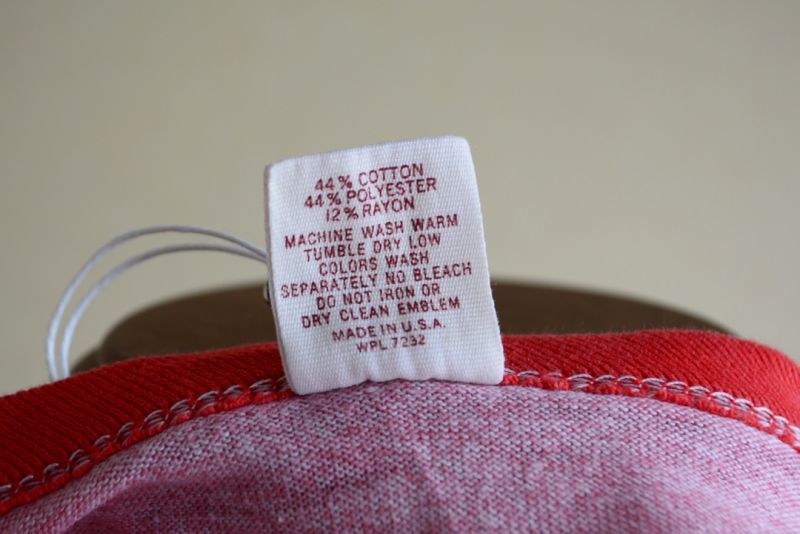 44% COTTON
44% POLYESTER
12% RAYON
MACHINE WASH WARM
TUMBLE DRY LOW
COLORS WASH
SEPARATELY NO BLEACH
DO NOT IRON OR
DRY CLEAN EMBLEM
MADE IN U.S.A.
WPL 7232